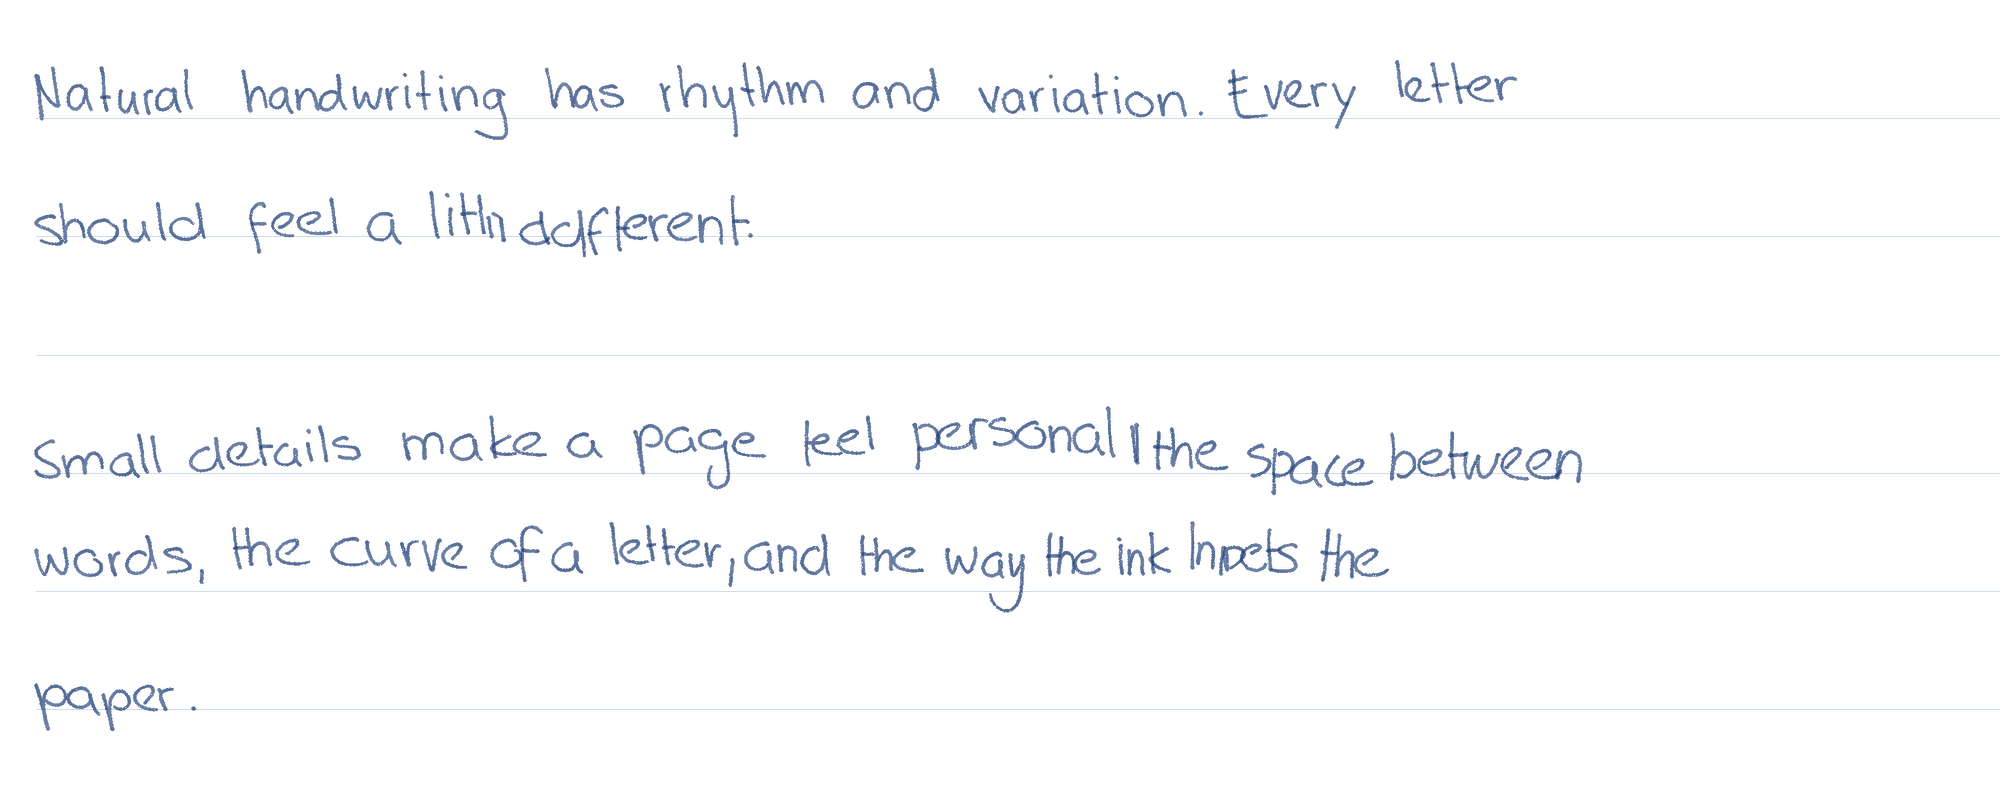 Natural handwriting has rhythm and variation. Every letter
should feel a
Small details make a page feel personal the space between
words, the curve of a letter, and the way the ink the
paper.